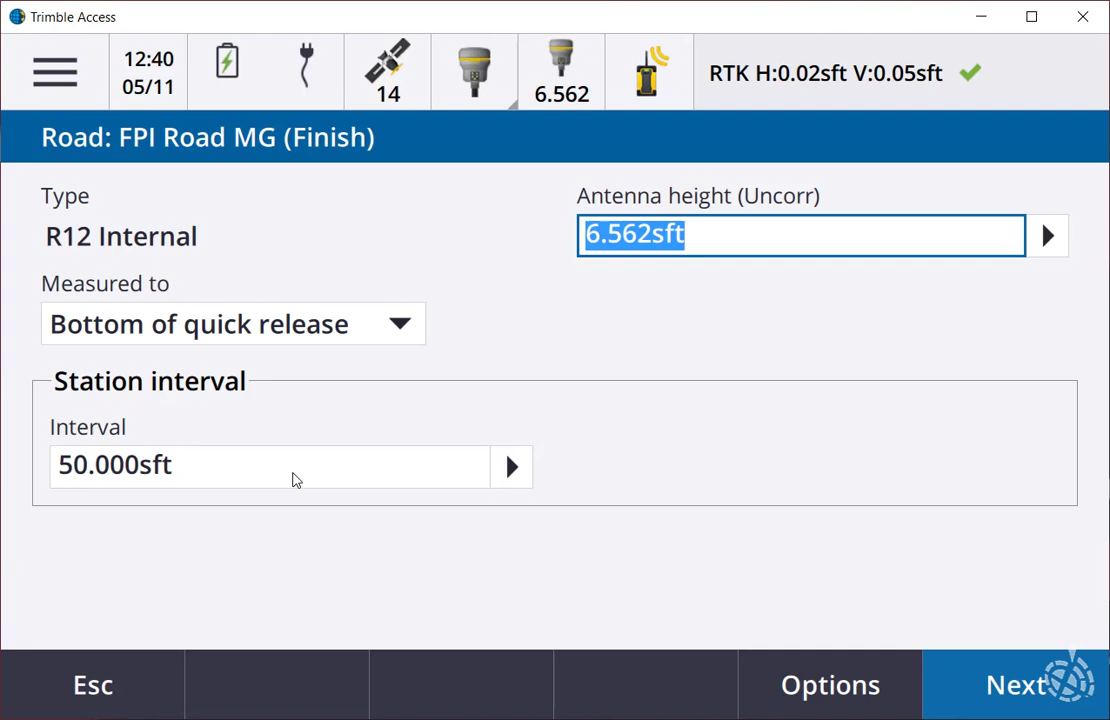 Trimble Access
12:40
05/11
14
6.562
RTK H:0.02sft V:0.05sft
Road: FPI Road MG (Finish)
Type
R12 Internal
Antenna height (Uncorr)
6.562sft
Measured to
Bottom of quick release
Station interval
Interval
50.000sft
Esc
Options
Next